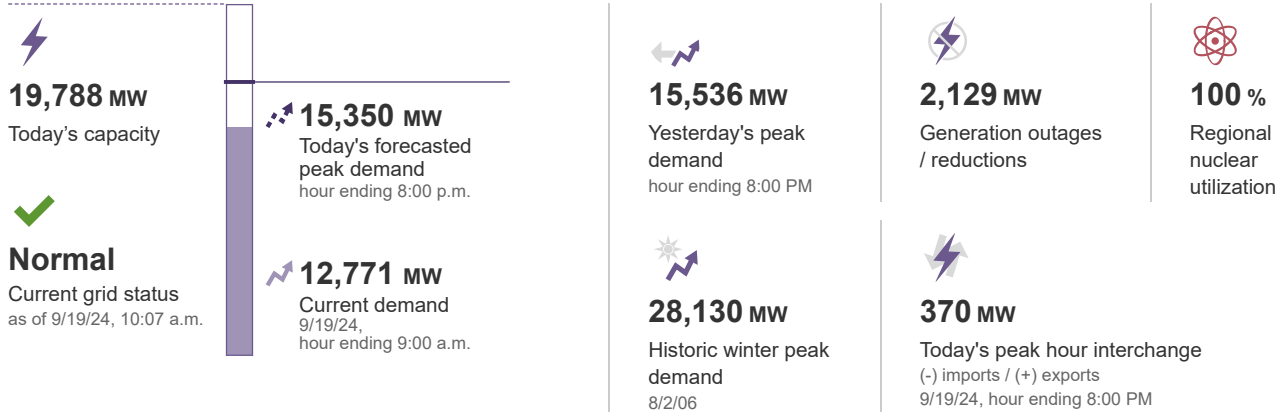 19,788 MW
Today's capacity
Normal
Current grid status
as of 9/19/24, 10:07 a.m.
15,350 MW
Today's forecasted
peak demand
hour ending 8:00 p.m.
12,771 MW
Current demand
9/19/24,
hour ending 9:00 a.m.
15,536 MW
Yesterday's peak
demand
hour ending 8:00 PM
2,129 MW
Generation outages
/ reductions
100 %
Regional
nuclear
utilization
28,130 MW
Historic winter peak
demand
8/2/06
370 MW
Today's peak hour interchange
(-) imports / (+) exports
9/19/24, hour ending 8:00 PM